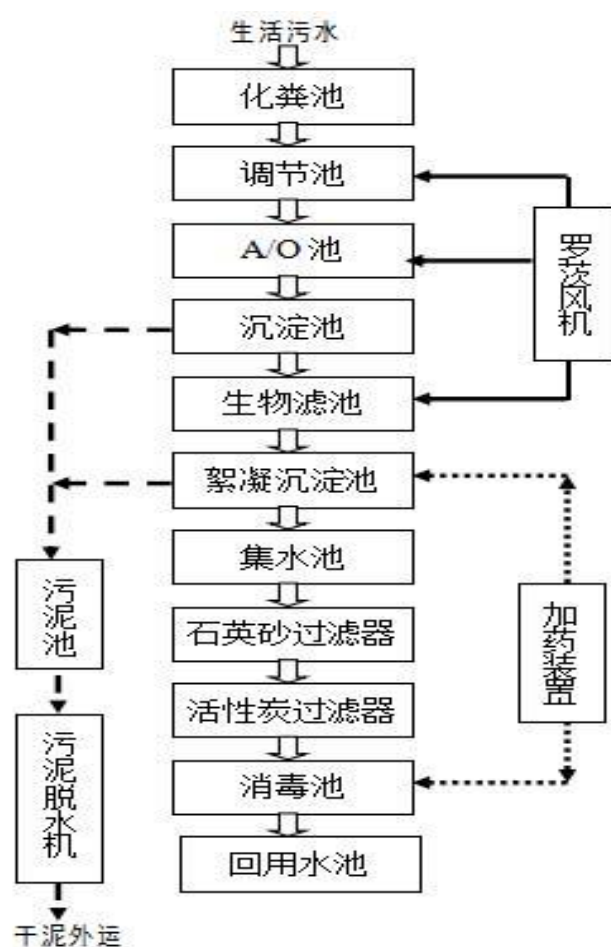 生活污水
化粪池
调节池
A/O 池
沉淀池
生物滤池
絮凝沉淀池
集水池
石英砂过滤器
活性炭过滤器
消毒池
回用水池
罗茨风机
加药装置
污泥池
污泥脱水机
干泥外运